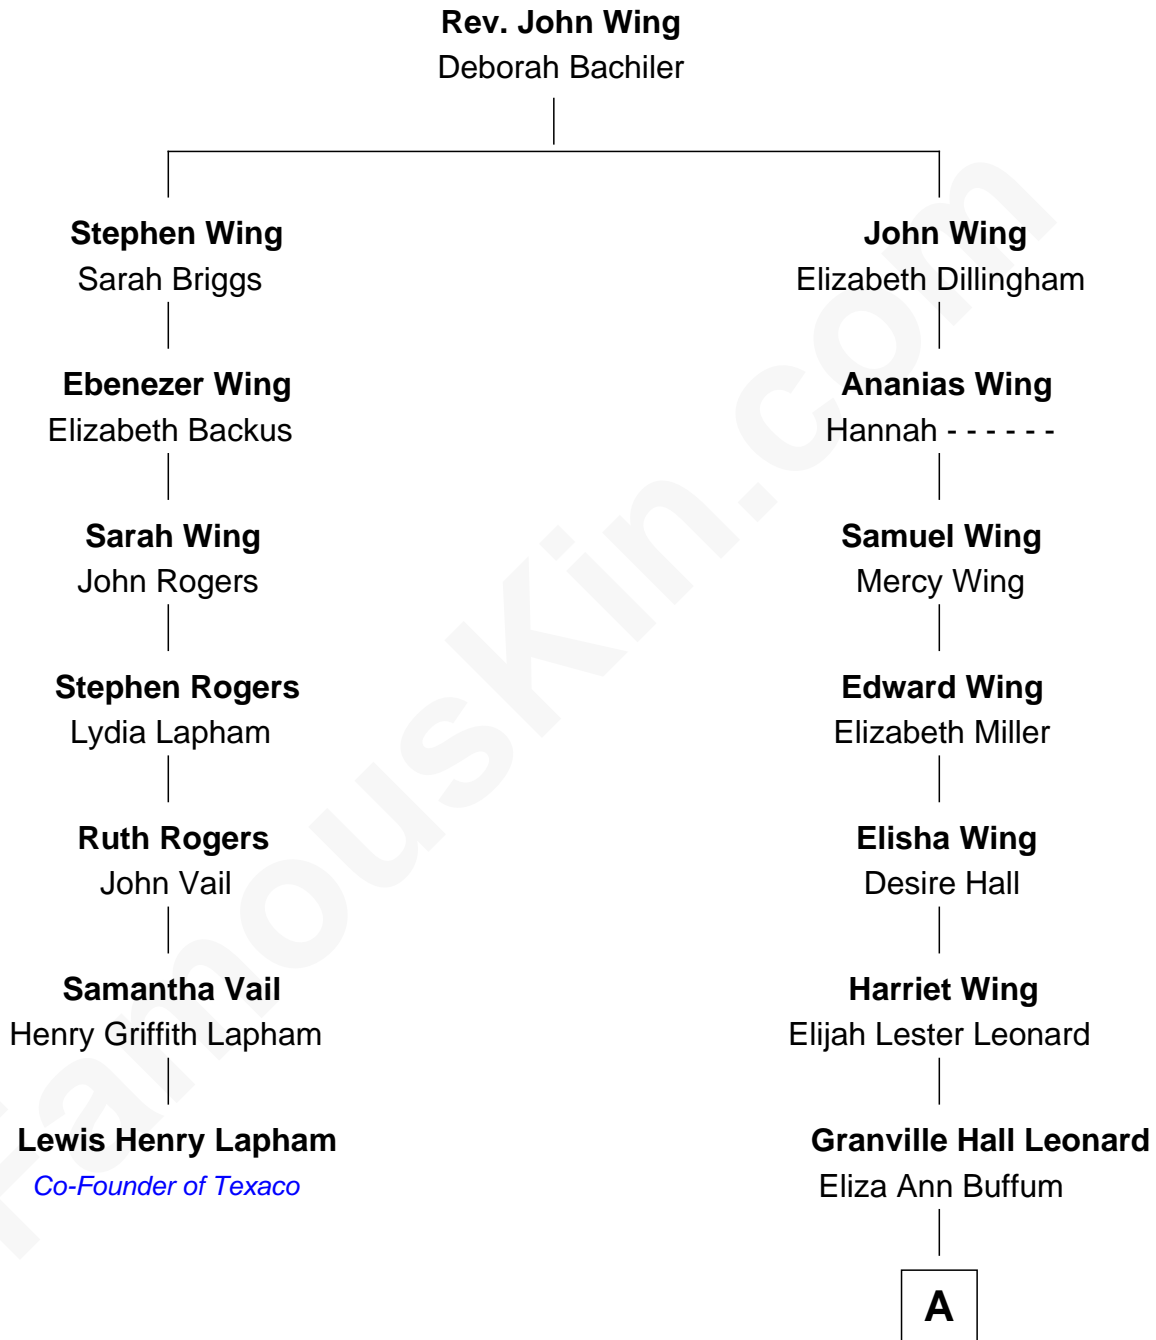 Rev. John Wing
Deborah Bachiler
Stephen Wing
Sarah Briggs
John Wing
Elizabeth Dillingham
Ebenezer Wing
Elizabeth Backus
Ananias Wing
Hannah - - - - - -
Sarah Wing
John Rogers
Samuel Wing
Mercy Wing
Stephen Rogers
Lydia Lapham
Edward Wing
Elizabeth Miller
Ruth Rogers
John Vail
Elisha Wing
Desire Hall
Samantha Vail
Henry Griffith Lapham
Harriet Wing
Elijah Lester Leonard
Lewis Henry Lapham
Co-Founder of Texaco
Granville Hall Leonard
Eliza Ann Buffum
A
FamousKin.com